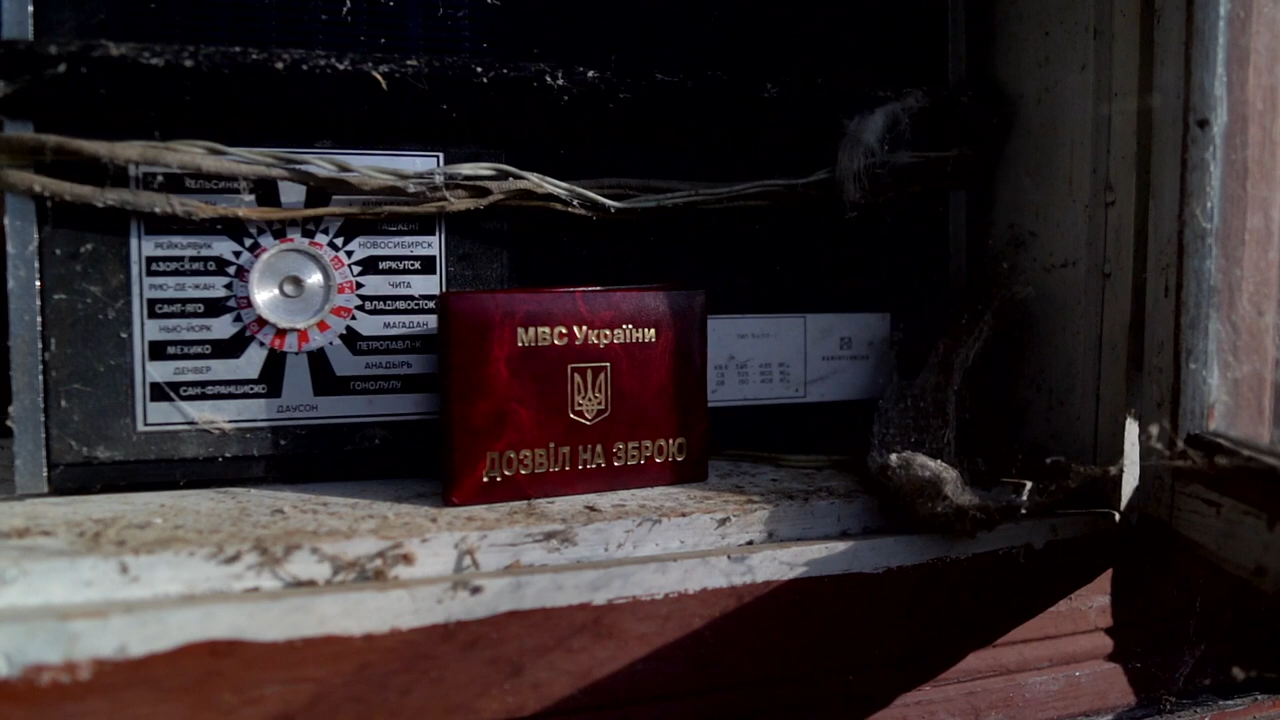 ХЕЛЬСИНКИ
ТАШКЕНТ
РЕЙКЬЯВИК
НОВОСИБИРСК
АЗОРСКИЕ О.
ИРКУТСК
РИО-ДЕ-ЖАН.
ЧИТА
САНТ-ЯГО
ВЛАДИВОСТОК
НЬЮ-ЙОРК
МАГАДАН
МЕХИКО
ПЕТРОПАВЛ-К
ДЕНВЕР
АНАДЫРЬ
САН-ФРАНЦИСКО
ГОНОЛУЛУ
ДАУСОН
МВС України
ДОЗВІЛ НА ЗБРОЮ